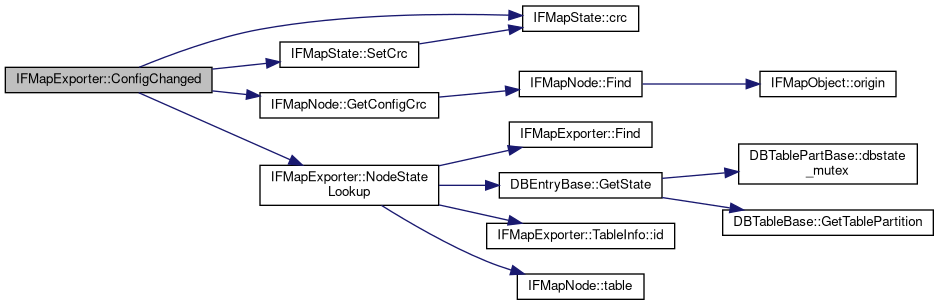 IFMapExporter::ConfigChanged
IFMapState::crc
IFMapState::SetCrc
IFMapNode::GetConfigCrc
IFMapNode::Find
IFMapObject::origin
IFMapExporter::NodeState
Lookup
IFMapExporter::Find
DBEntryBase::GetState
DBTablePartBase::dbstate
_mutex
DBTableBase::GetTablePartition
IFMapExporter::TableInfo::id
IFMapNode::table